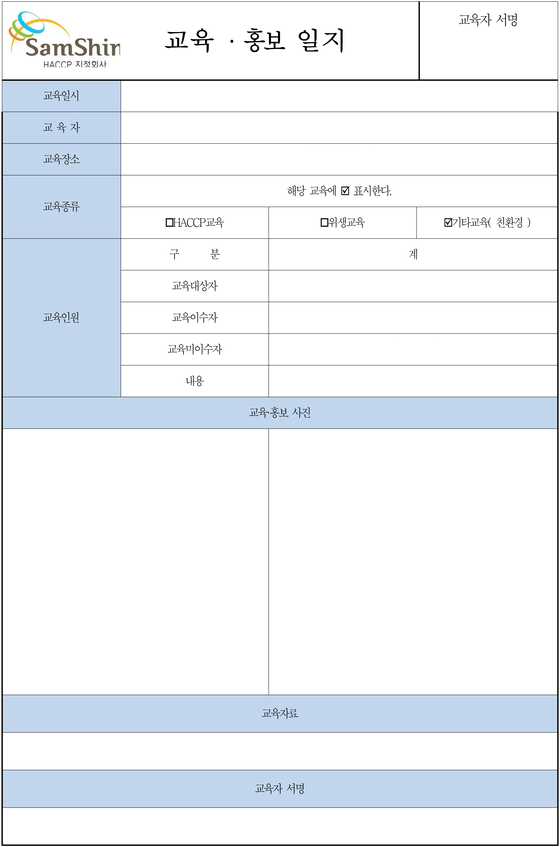 SamShin
HACCP 지정회사
교육 · 홍보 일지
교육자 서명
교육일시
교 육 자
교육장소
교육종류
해당 교육에 ☑ 표시한다.
☐HACCP교육 ☐위생교육 ☑기타교육( 친환경 )
교육인원
구 분 계
교육대상자
교육이수자
교육미이수자
내용
교육·홍보 사진
교육자료
교육자 서명